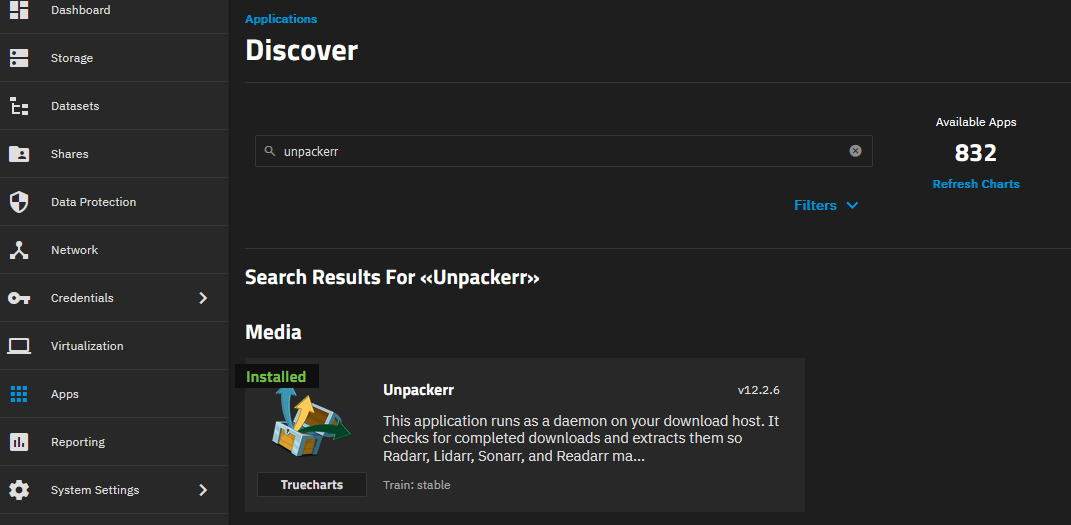 Dashboard
Storage
Datasets
Shares
Data Protection
Network
Credentials
Virtualization
Apps
Reporting
System Settings
Applications
Discover
unpackerr
Available Apps
832
Refresh Charts
Filters
Search Results For «Unpackerr»
Media
Installed
Unpackerr
v12.2.6
This application runs as a daemon on your download host. It
checks for completed downloads and extracts them so
Radarr, Lidarr, Sonarr, and Readarr ma...
Truecharts
Train: stable